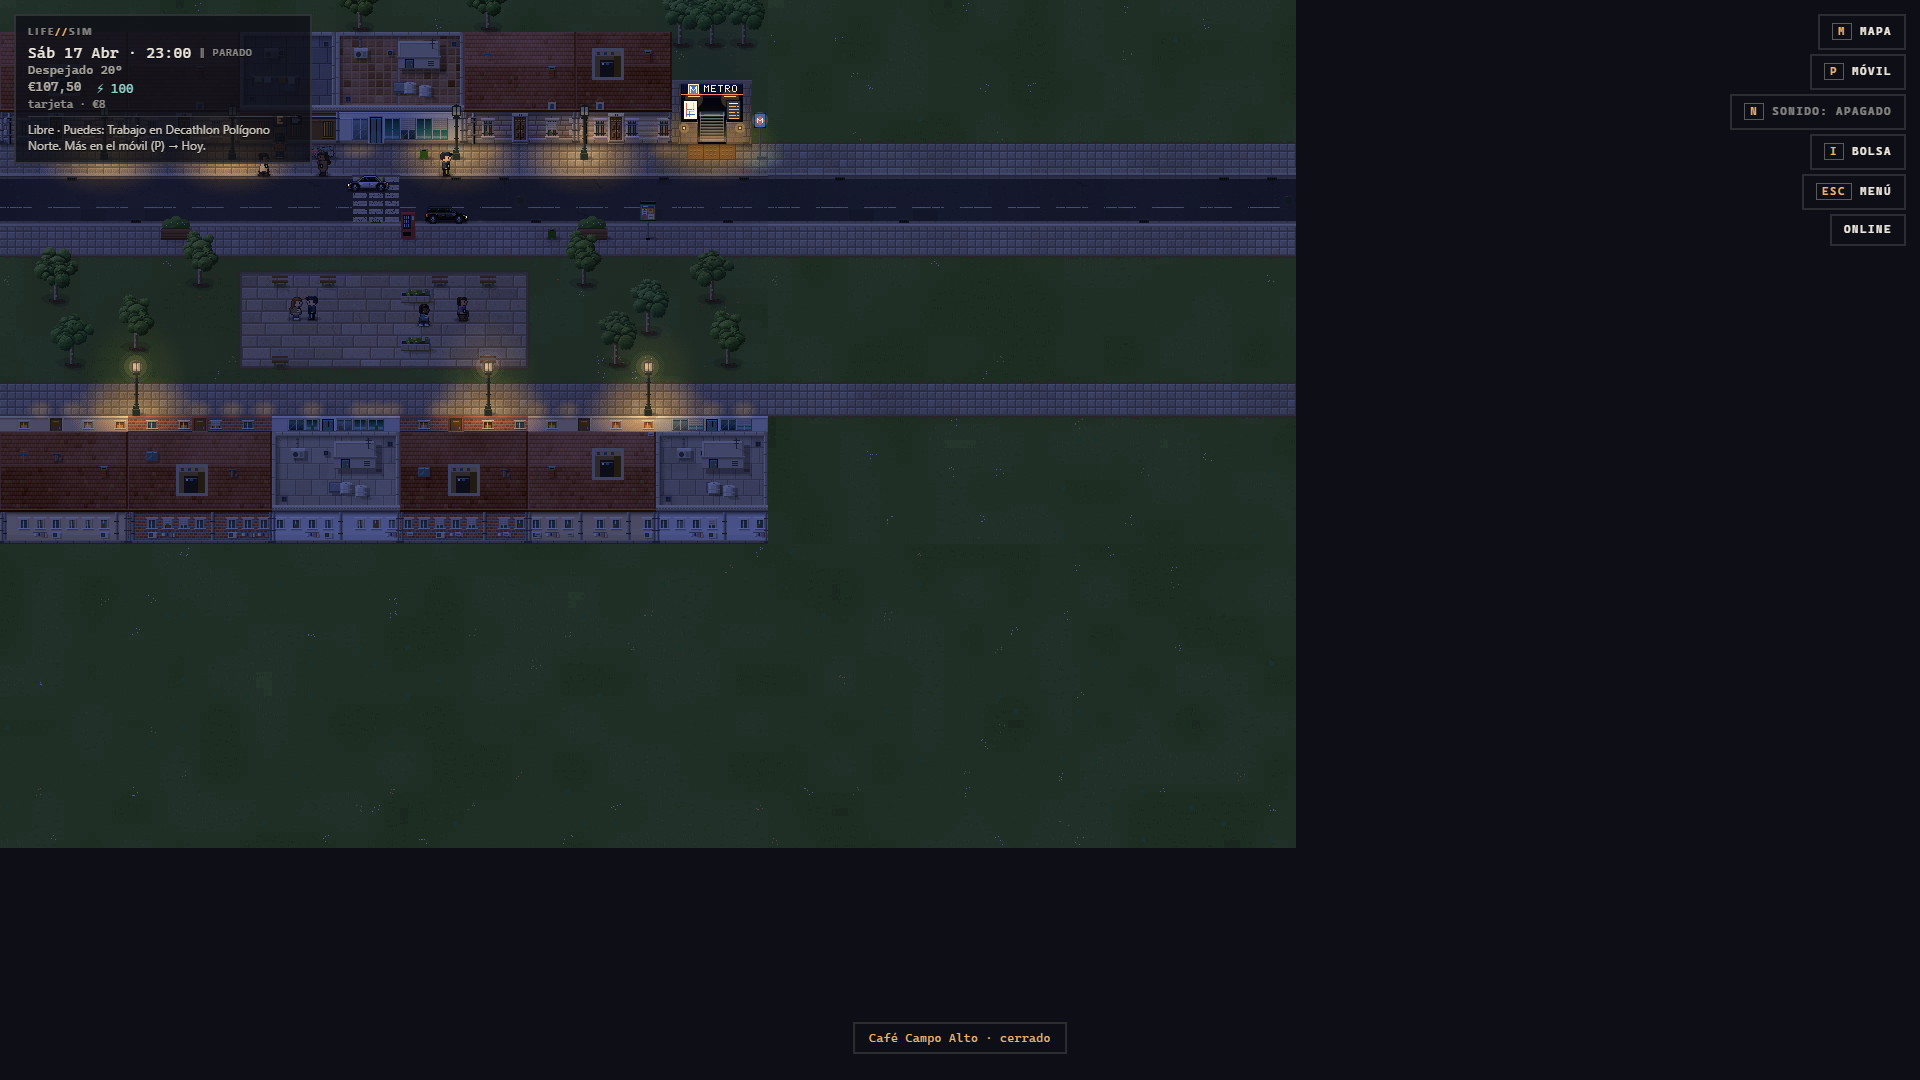 LIFE//SIM
Sáb 17 Abr · 23:00 ‖ PARADO
Despejado 20°
€107,50 ⚡ 100
tarjeta · €8
Libre · Puedes: Trabajo en Decathlon Polígono
Norte. Más en el móvil (P) → Hoy.
M METRO
M
M MAPA
P MÓVIL
N SONIDO: APAGADO
I BOLSA
ESC MENÚ
ONLINE
Café Campo Alto · cerrado